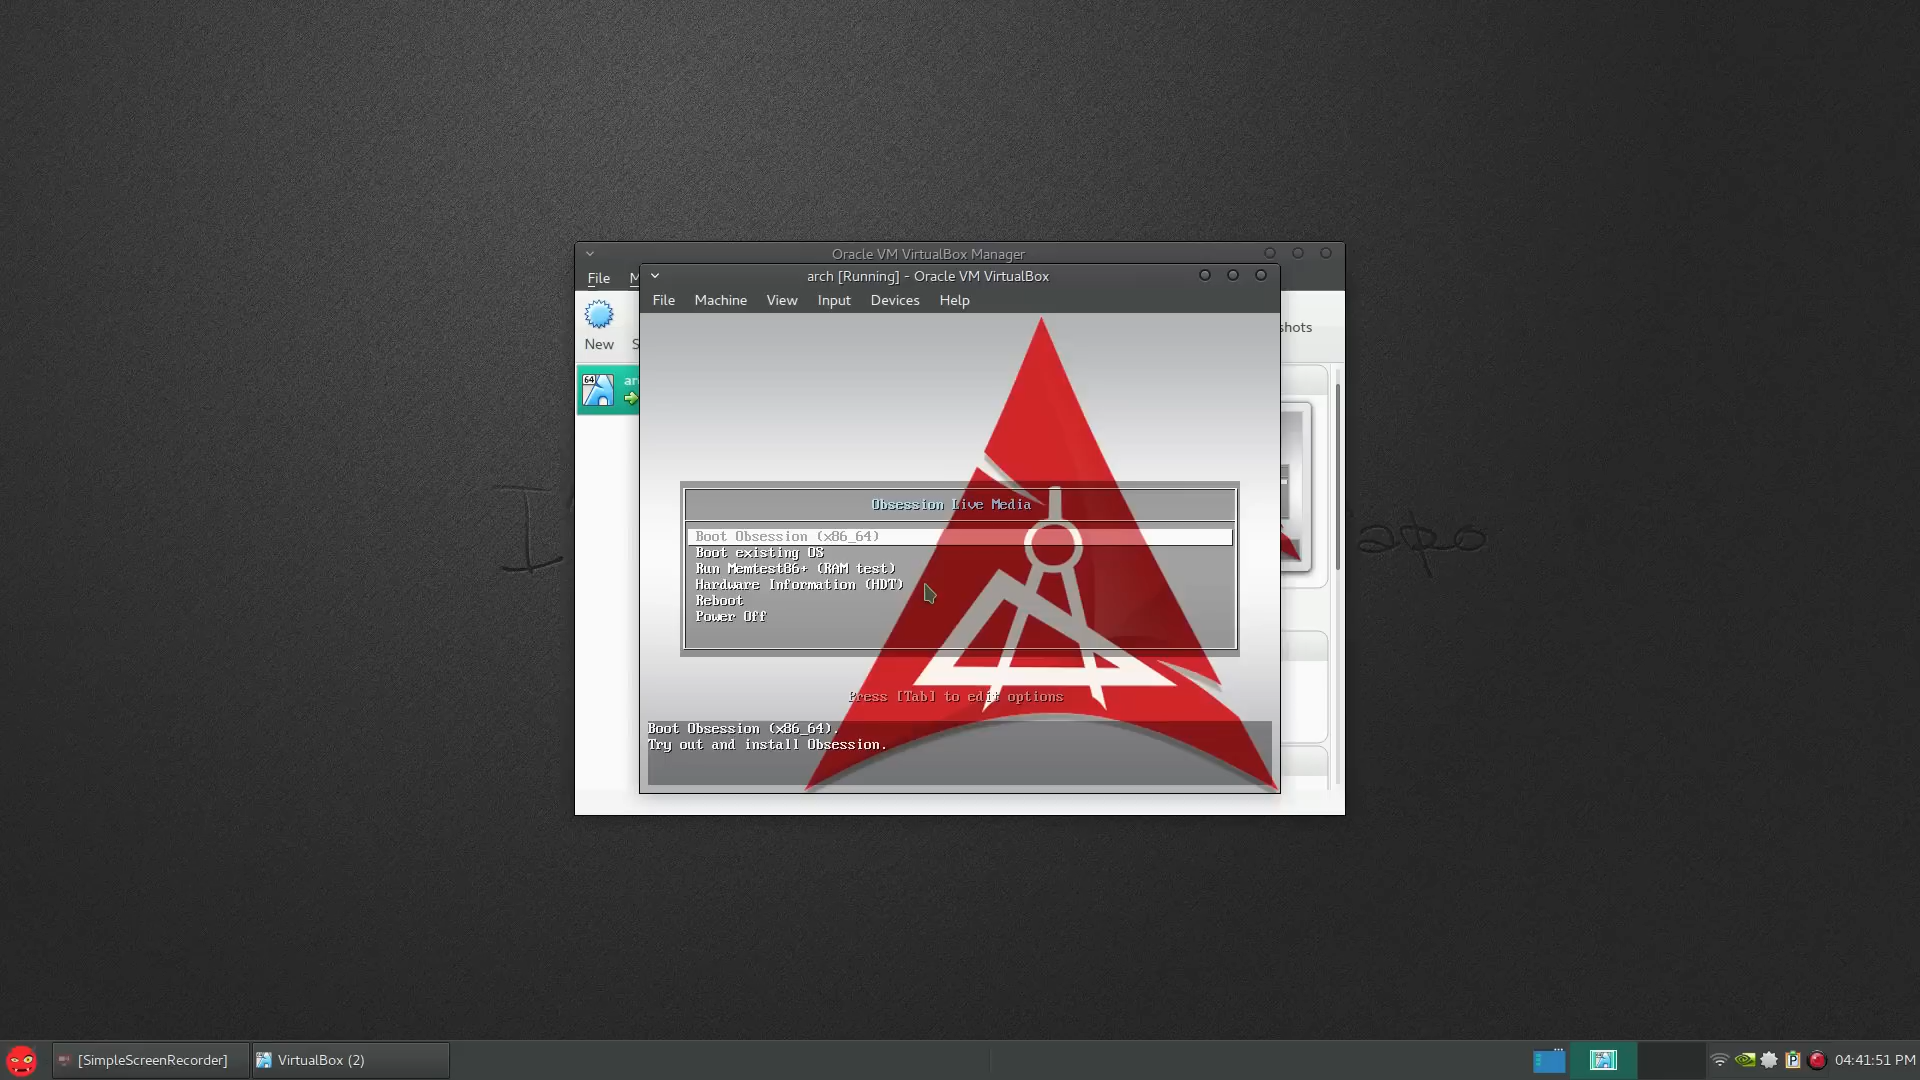 Oracle VM VirtualBox Manager
File
arch [Running] - Oracle VM VirtualBox
File Machine View Input Devices Help
New
shots
64
Obsession Live Media
Boot Obsession (x86_64)
Boot existing OS
Run Memtest86+ (RAM test)
Hardware Information (HDT)
Reboot
Power Off
Press [Tab] to edit options
Boot Obsession (x86_64).
Try out and install Obsession.
[SimpleScreenRecorder] VirtualBox (2) 04:41:51 PM